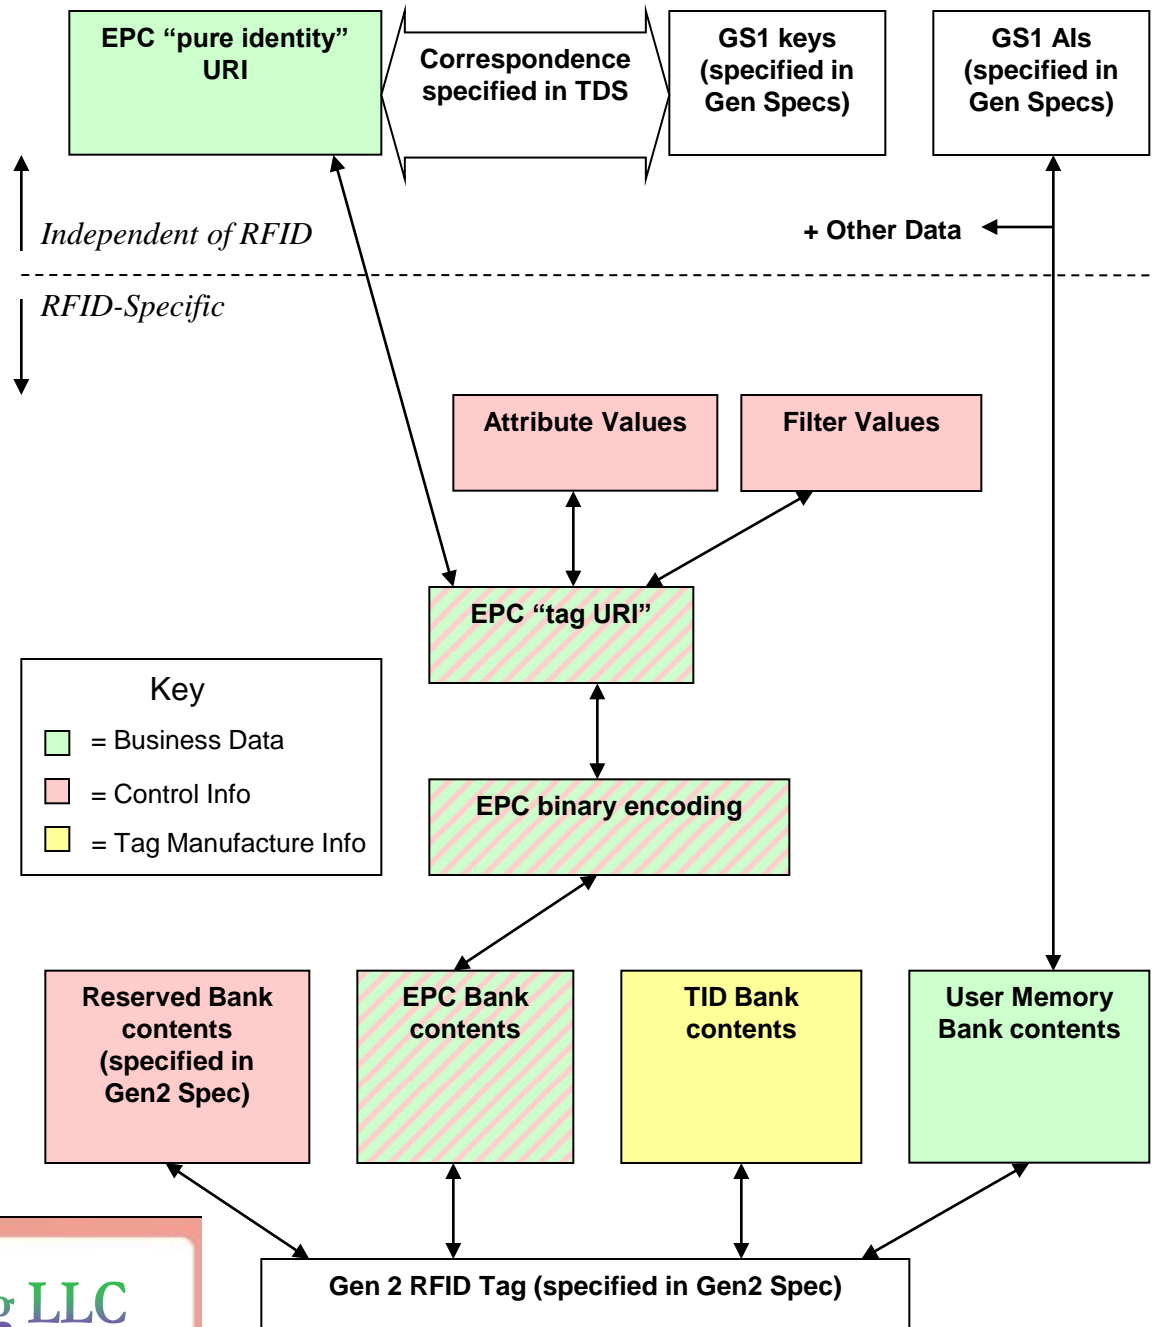 EPC “pure identity”
URI
Correspondence
specified in TDS
GS1 keys
(specified in
Gen Specs)
GS1 AIs
(specified in
Gen Specs)
Independent of RFID
+ Other Data
RFID-Specific
Attribute Values
Filter Values
EPC “tag URI”
Key
= Business Data
= Control Info
= Tag Manufacture Info
EPC binary encoding
Reserved Bank
contents
(specified in
Gen2 Spec)
EPC Bank
contents
TID Bank
contents
User Memory
Bank contents
Gen 2 RFID Tag (specified in Gen2 Spec)
LLC